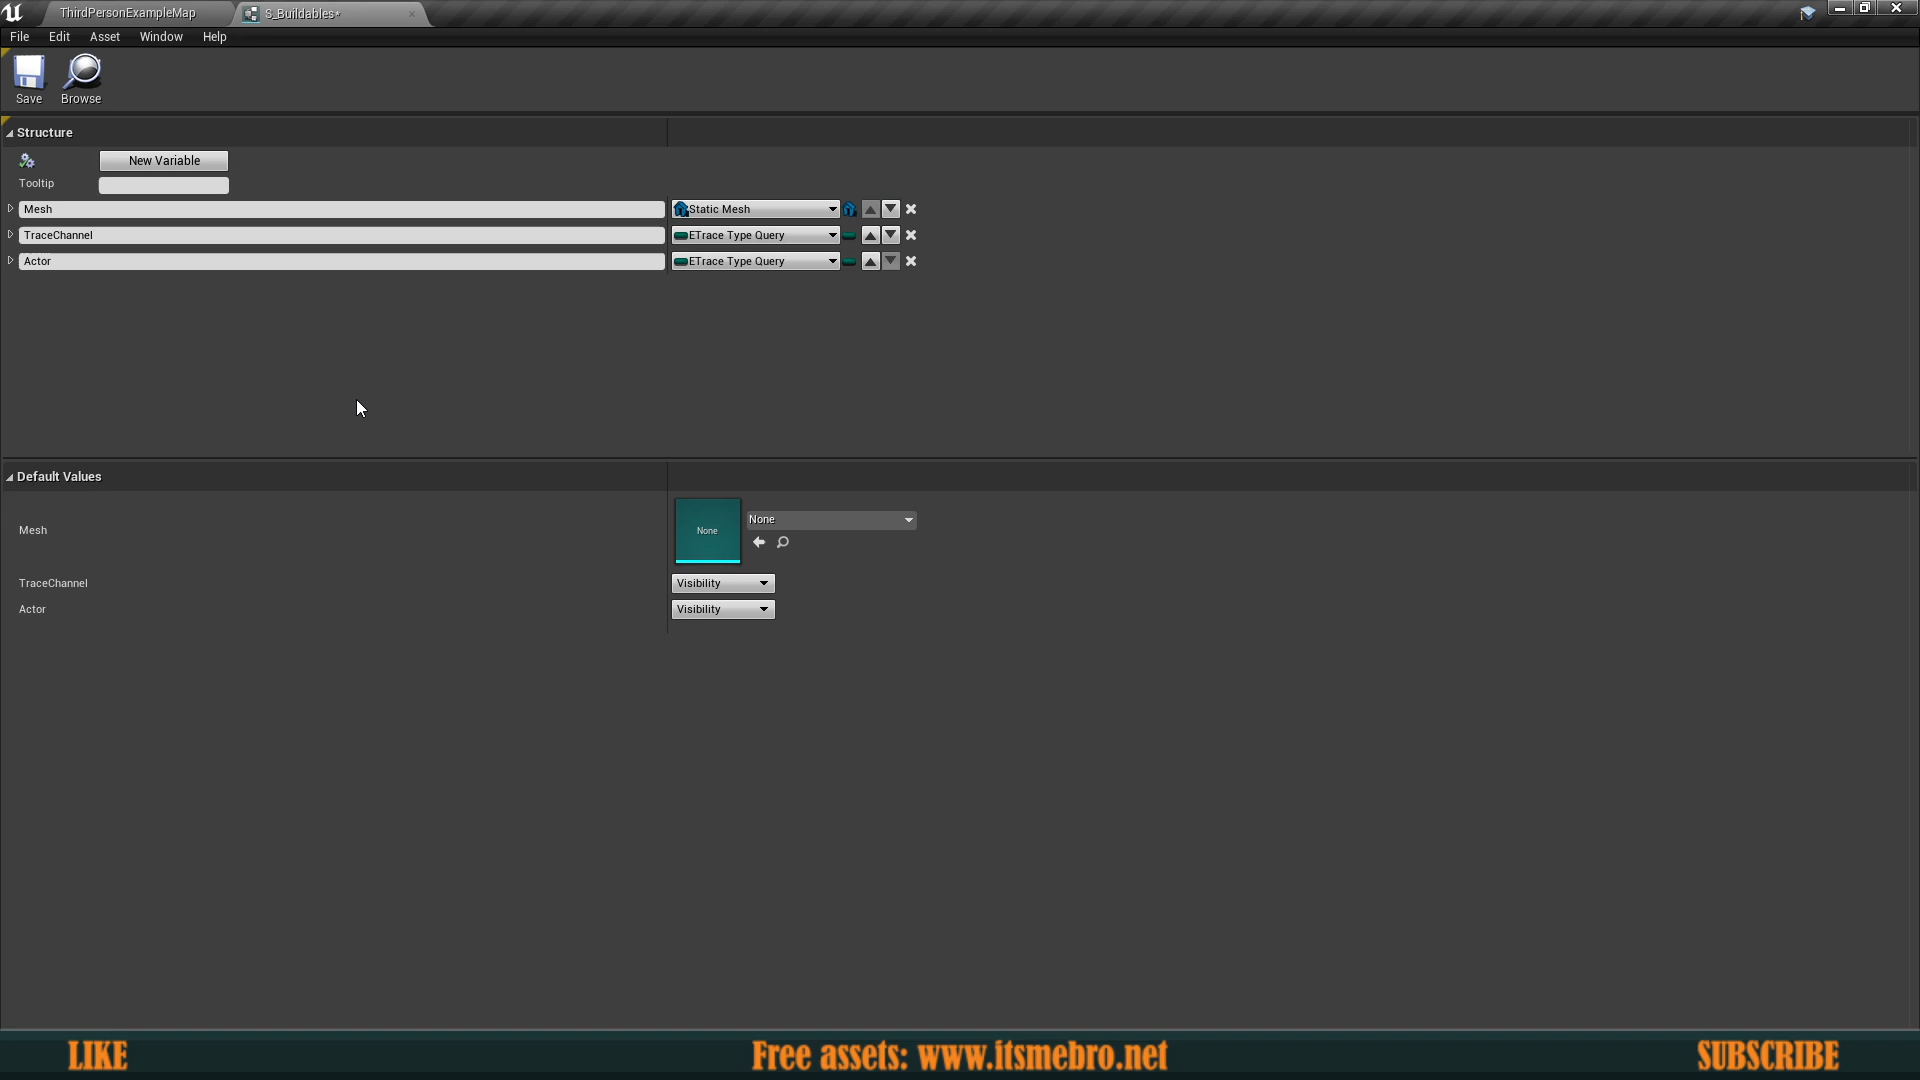 ThirdPersonExampleMap
S_Buildables*
File Edit Asset Window Help
Save Browse
Structure
New Variable
Tooltip
Mesh Static Mesh
TraceChannel ETrace Type Query
Actor ETrace Type Query
Default Values
Mesh None None
TraceChannel Visibility
Actor Visibility
LIKE Free assets: www.itsmebro.net SUBSCRIBE